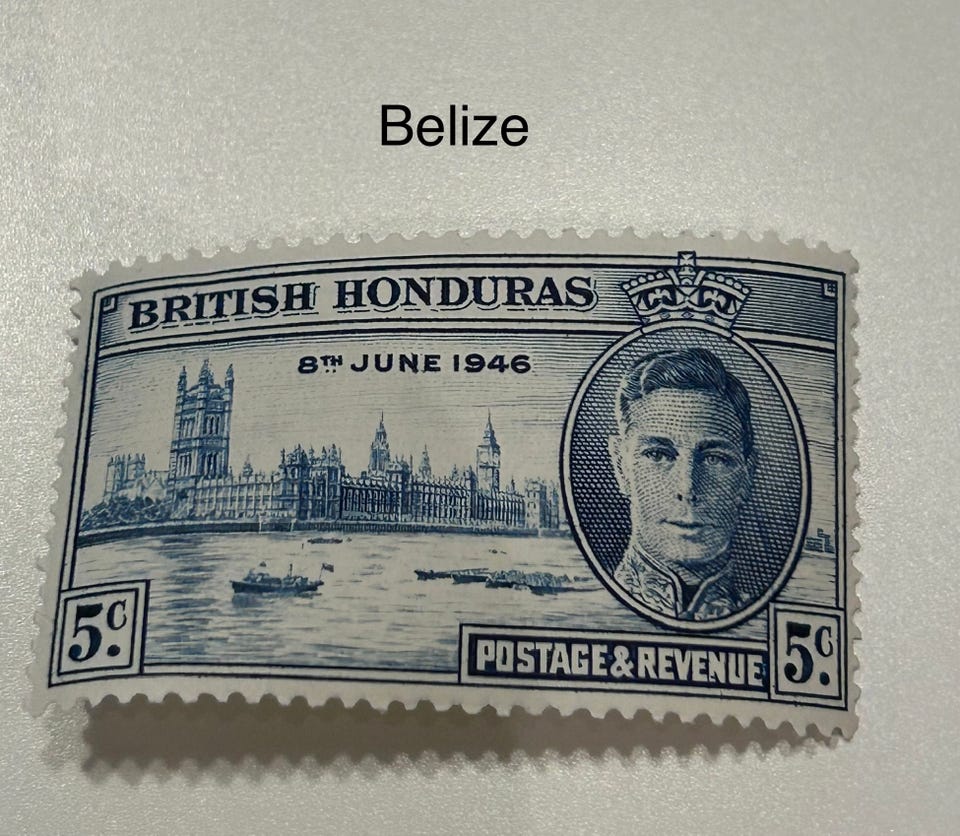 Belize
BRITISH HONDURAS
8TH JUNE 1946
5c.
POSTAGE & REVENUE
5c.